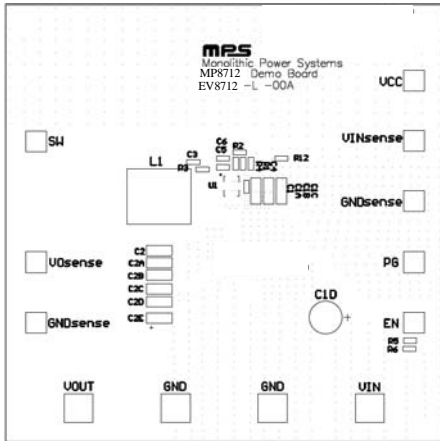 mps
Monolithic Power Systems
MP8712 Demo Board
EV8712 -L -00A
VCC
SW
VINsense
C6
C5
R2
R12
L1
C3
R3
U1
GNDsense
C2
C2A
C2B
C2C
C2D
C2E
VOsense
PG
C1D
GNDsense
EN
R5
R6
VOUT
GND
GND
VIN